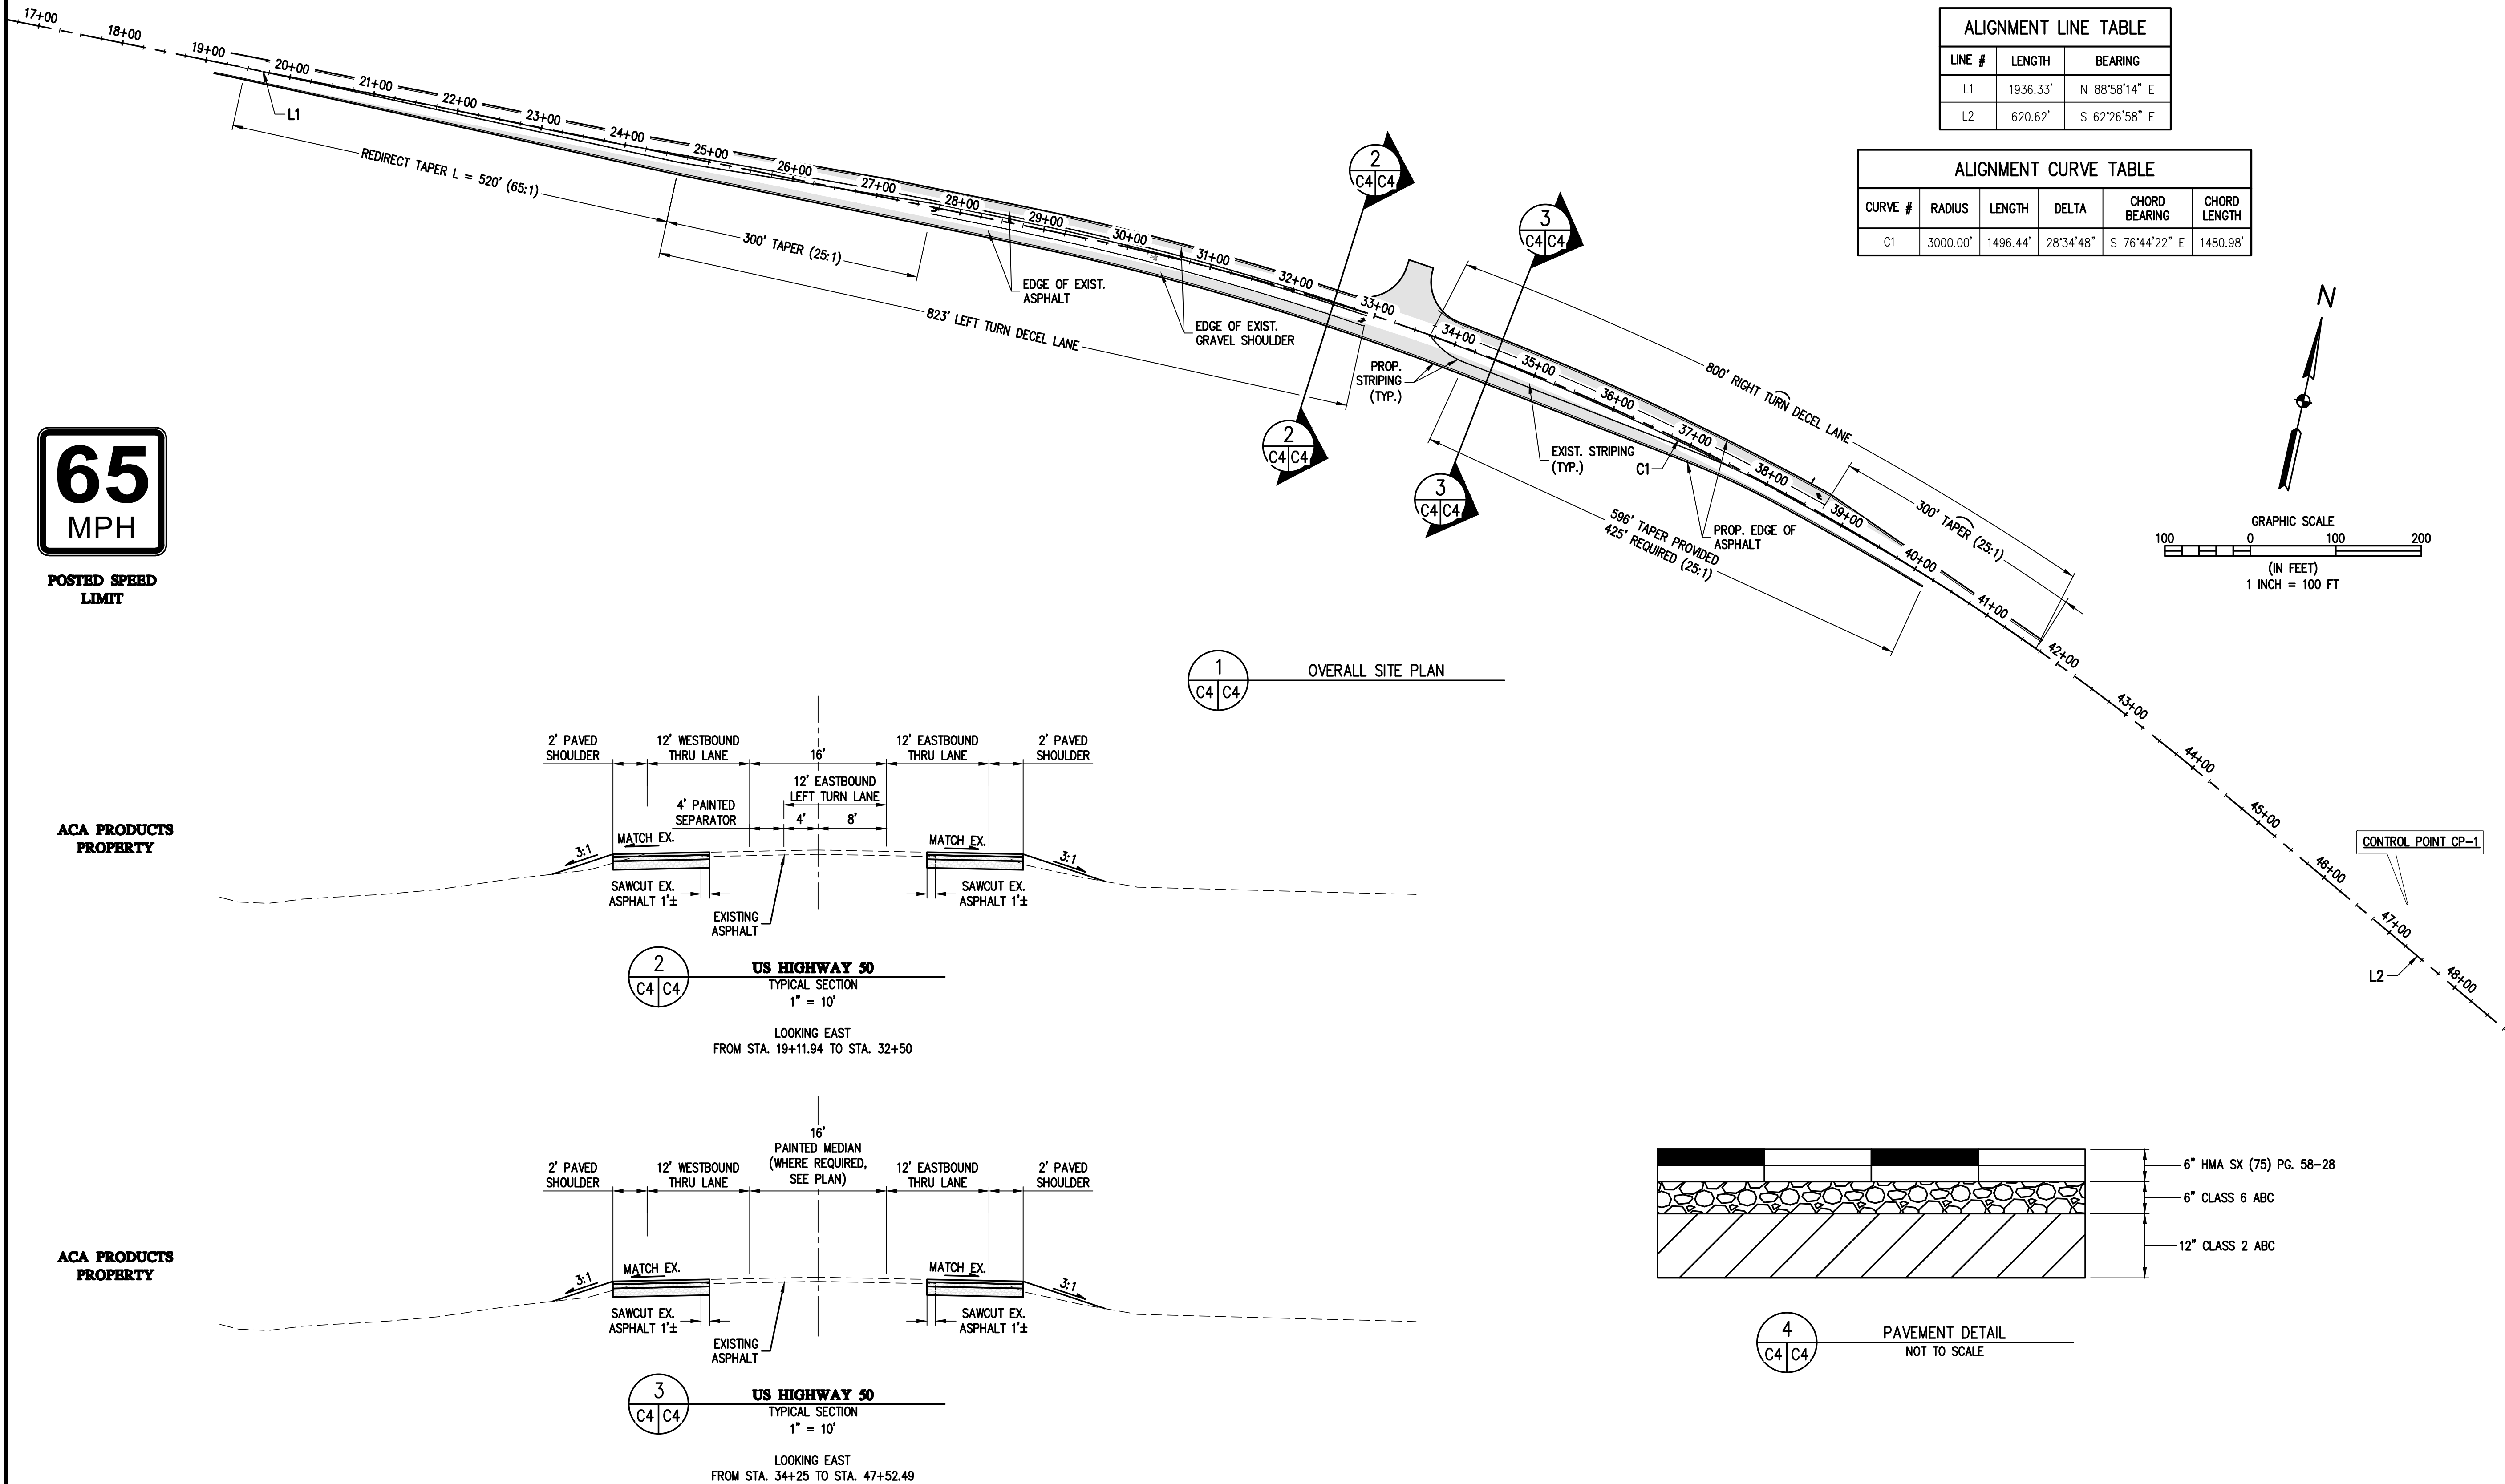 17+00
18+00
19+00
20+00
21+00
22+00
23+00
24+00
25+00
26+00
27+00
28+00
29+00
30+00
31+00
32+00
33+00
34+00
35+00
36+00
37+00
38+00
39+00
40+00
41+00
42+00
43+00
44+00
45+00
46+00
47+00
48+00
L1
REDIRECT TAPER L = 520' (65:1)
300' TAPER (25:1)
823' LEFT TURN DECEL LANE
EDGE OF EXIST.
ASPHALT
EDGE OF EXIST.
GRAVEL SHOULDER
2
C4 C4
2
C4 C4
3
C4 C4
3
C4 C4
PROP.
STRIPING
(TYP.)
800' RIGHT TURN DECEL LANE
EXIST. STRIPING
(TYP.)
C1
300' TAPER (25:1)
PROP. EDGE OF
ASPHALT
596' TAPER PROVIDED
425' REQUIRED (25:1)
CONTROL POINT CP-1
L2
ALIGNMENT LINE TABLE
LINE # LENGTH BEARING
L1 1936.33' N 88°58'14" E
L2 620.62' S 62°26'58" E
ALIGNMENT CURVE TABLE
CURVE # RADIUS LENGTH DELTA CHORD BEARING CHORD LENGTH
C1 3000.00' 1496.44' 28°34'48" S 76°44'22" E 1480.98'
N
GRAPHIC SCALE
100 0 100 200
(IN FEET)
1 INCH = 100 FT
65
MPH
POSTED SPEED
LIMIT
1
C4 C4
OVERALL SITE PLAN
ACA PRODUCTS
PROPERTY
2' PAVED
SHOULDER
12' WESTBOUND
THRU LANE
16'
12' EASTBOUND
THRU LANE
2' PAVED
SHOULDER
12' EASTBOUND
LEFT TURN LANE
4' PAINTED
SEPARATOR
4'
8'
MATCH EX.
MATCH EX.
3:1
3:1
SAWCUT EX.
ASPHALT 1'±
SAWCUT EX.
ASPHALT 1'±
EXISTING
ASPHALT
2
C4 C4
US HIGHWAY 50
TYPICAL SECTION
1" = 10'
LOOKING EAST
FROM STA. 19+11.94 TO STA. 32+50
ACA PRODUCTS
PROPERTY
16'
PAINTED MEDIAN
(WHERE REQUIRED,
SEE PLAN)
2' PAVED
SHOULDER
12' WESTBOUND
THRU LANE
12' EASTBOUND
THRU LANE
2' PAVED
SHOULDER
MATCH EX.
MATCH EX.
3:1
3:1
SAWCUT EX.
ASPHALT 1'±
SAWCUT EX.
ASPHALT 1'±
EXISTING
ASPHALT
3
C4 C4
US HIGHWAY 50
TYPICAL SECTION
1" = 10'
LOOKING EAST
FROM STA. 34+25 TO STA. 47+52.49
6" HMA SX (75) PG. 58-28
6" CLASS 6 ABC
12" CLASS 2 ABC
4
C4 C4
PAVEMENT DETAIL
NOT TO SCALE